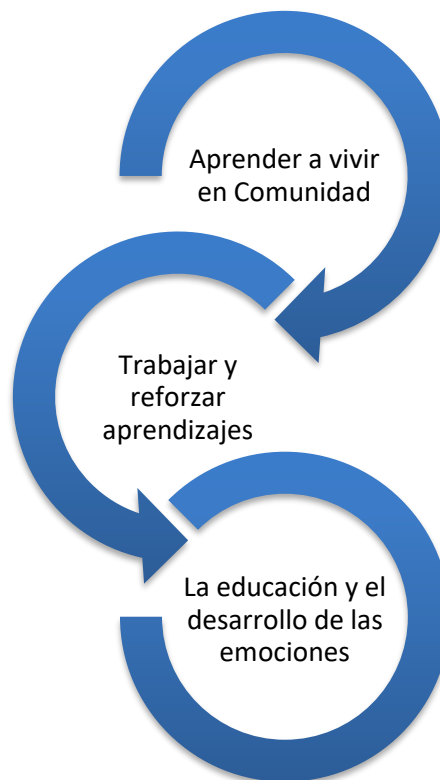 Aprender a vivir
en Comunidad
Trabajar y
reforzar
aprendizajes
La educación y el
desarrollo de las
emociones